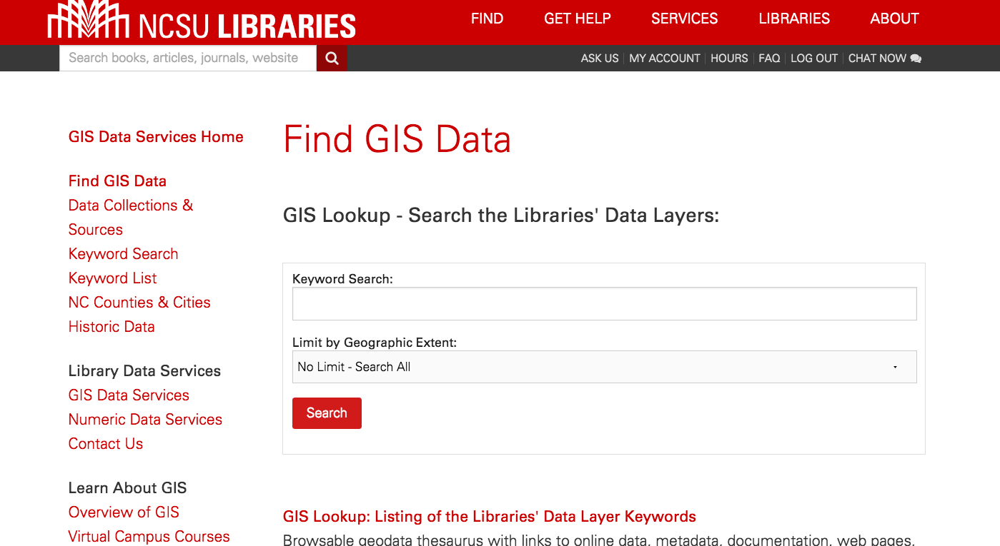 NCSU LIBRARIES
FIND GET HELP SERVICES LIBRARIES ABOUT
Search books, articles, journals, website
ASK US MY ACCOUNT HOURS FAQ LOG OUT CHAT NOW
GIS Data Services Home
Find GIS Data
Data Collections &
Sources
Keyword Search
Keyword List
NC Counties & Cities
Historic Data
Library Data Services
GIS Data Services
Numeric Data Services
Contact Us
Learn About GIS
Overview of GIS
Virtual Campus Courses
Find GIS Data
GIS Lookup - Search the Libraries' Data Layers:
Keyword Search:
Limit by Geographic Extent:
No Limit - Search All
Search
GIS Lookup: Listing of the Libraries' Data Layer Keywords
Browsable geodata thesaurus with links to online data, metadata, documentation, web pages,